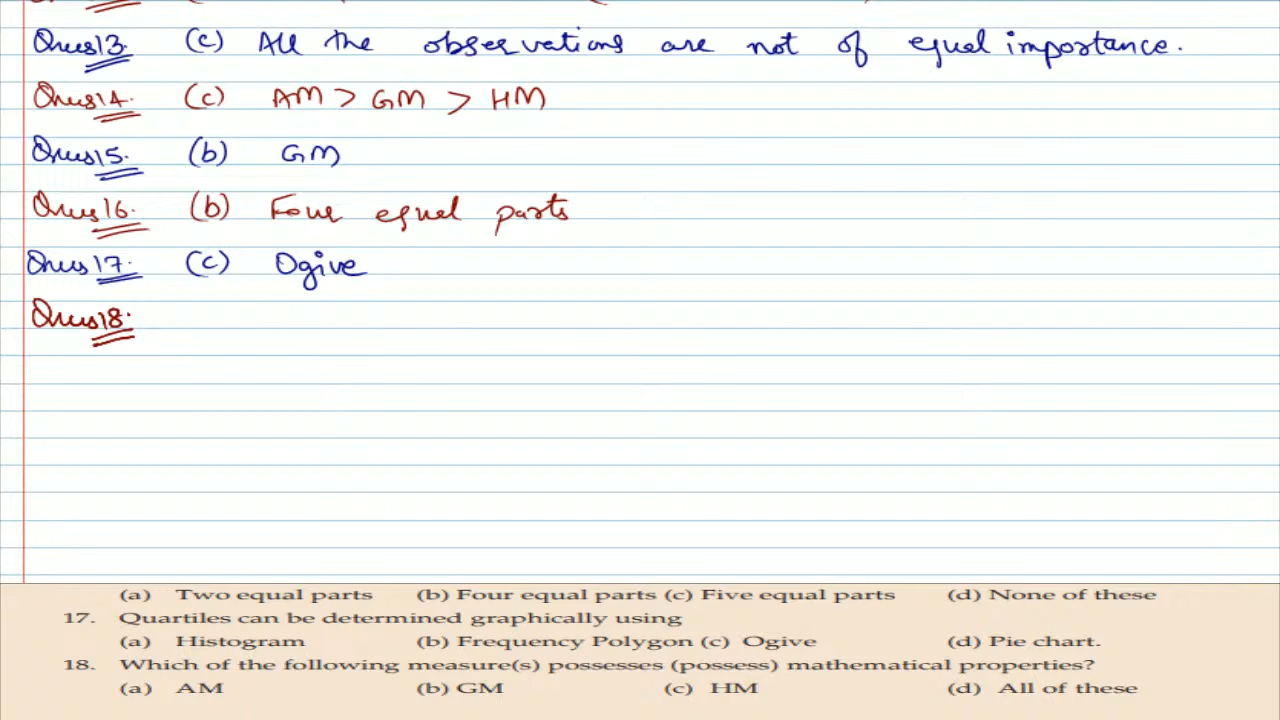 Ques13. (c) All the observations are not of equal importance.
Ques14. (c) AM > GM > HM
Ques15. (b) GM
Ques16. (b) Four equal parts
Ques17. (c) Ogive
Ques18.
(a) Two equal parts (b) Four equal parts (c) Five equal parts (d) None of these
17. Quartiles can be determined graphically using
(a) Histogram (b) Frequency Polygon (c) Ogive (d) Pie chart.
18. Which of the following measure(s) possesses (possess) mathematical properties?
(a) AM (b) GM (c) HM (d) All of these